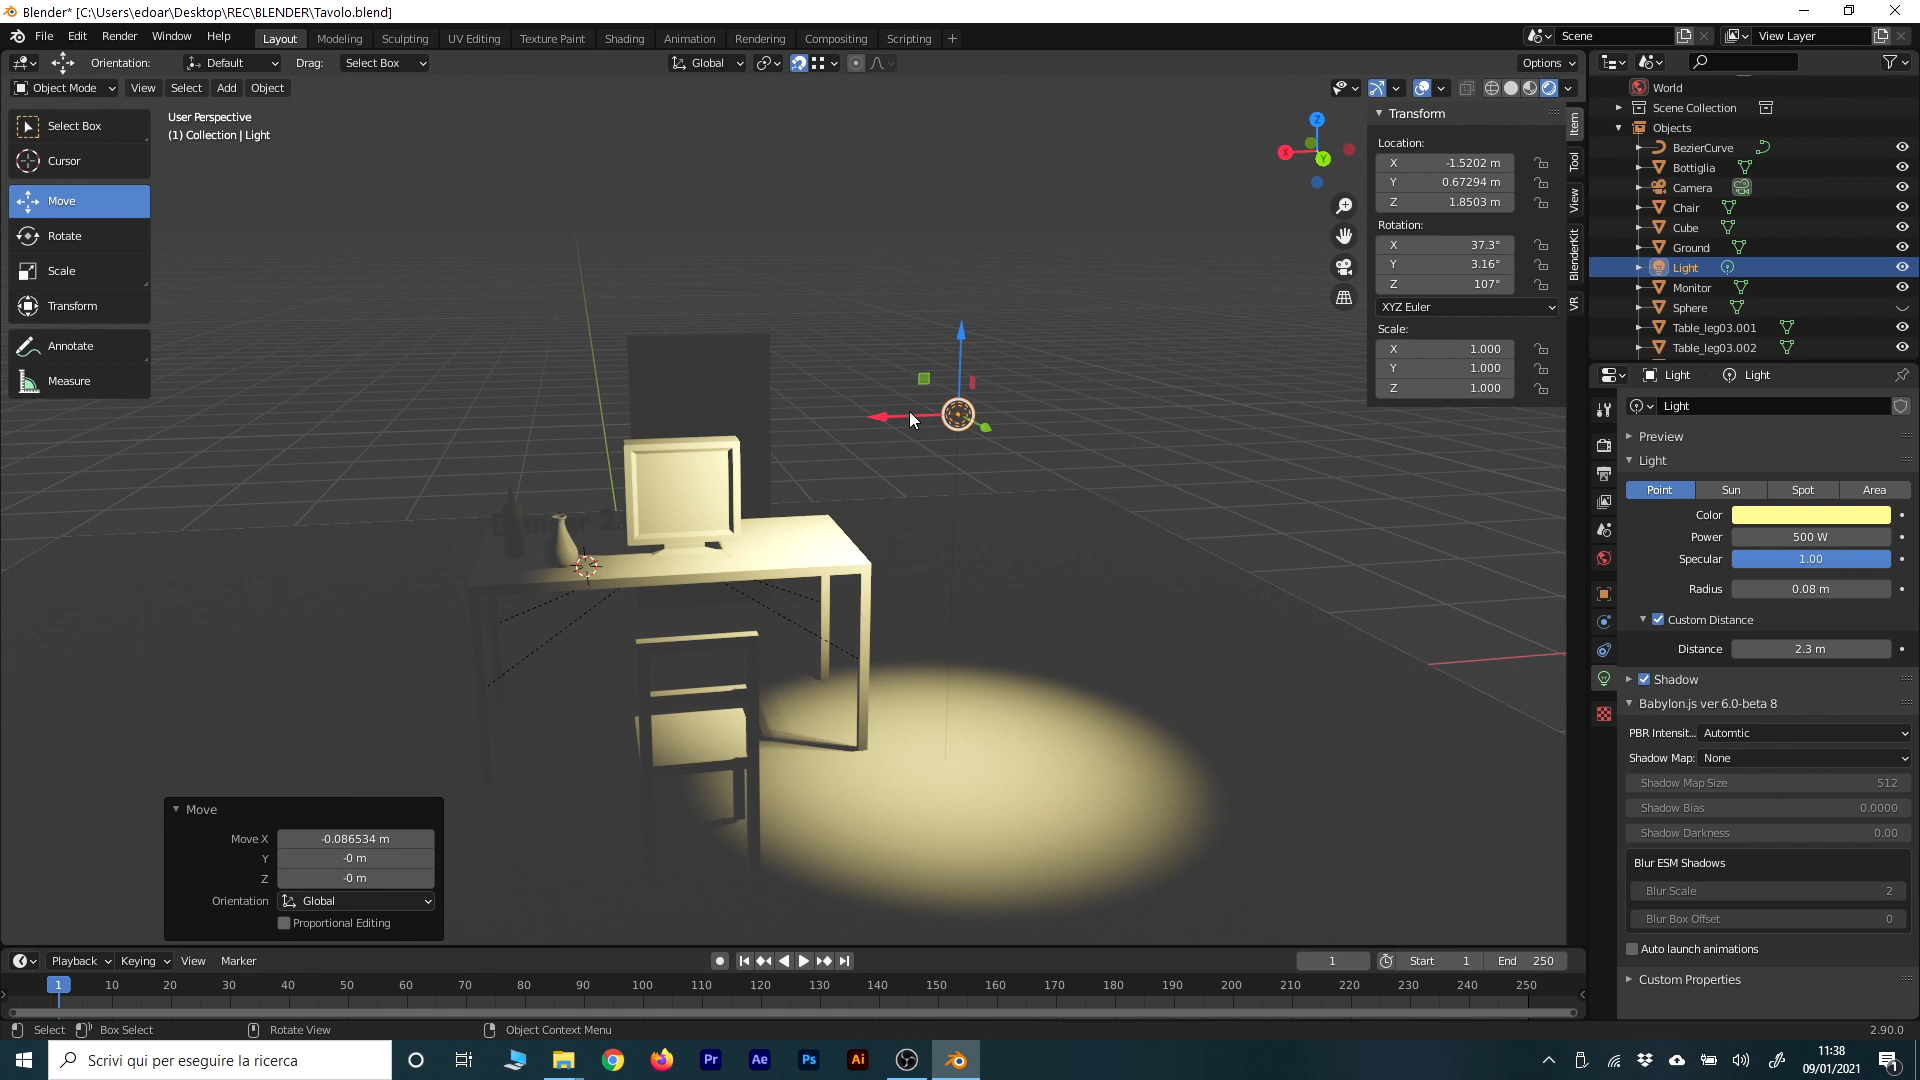 Blender* [C:\Users\edoar\Desktop\REC\BLENDER\Tavolo.blend]
File Edit Render Window Help
Layout Modeling Sculpting UV Editing Texture Paint Shading Animation Rendering Compositing Scripting +
Scene
View Layer
Orientation: Default Drag: Select Box
Global
Options
Object Mode View Select Add Object
User Perspective
(1) Collection | Light
Select Box
Cursor
Move
Rotate
Scale
Transform
Annotate
Measure
Z
X
Y
Transform
Location:
X -1.5202 m
Y 0.67294 m
Z 1.8503 m
Rotation:
X 37.3°
Y 3.16°
Z 107°
XYZ Euler
Scale:
X 1.000
Y 1.000
Z 1.000
Item
Tool
View
BlenderKit
VR
World
Scene Collection
Objects
BezierCurve
Bottiglia
Camera
Chair
Cube
Ground
Light
Monitor
Sphere
Table_leg03.001
Table_leg03.002
Light Light
Light
Preview
Light
Point Sun Spot Area
Color
Power 500 W
Specular 1.00
Radius 0.08 m
Custom Distance
Distance 2.3 m
Shadow
Babylon.js ver 6.0-beta 8
PBR Intensit... Automtic
Shadow Map: None
Shadow Map Size 512
Shadow Bias 0.0000
Shadow Darkness 0.00
Blur ESM Shadows
Blur Scale 2
Blur Box Offset 0
Auto launch animations
Custom Properties
Move
Move X -0.086534 m
Y -0 m
Z -0 m
Orientation Global
Proportional Editing
Playback Keying View Marker
1 Start 1 End 250
1 10 20 30 40 50 60 70 80 90 100 110 120 130 140 150 160 170 180 190 200 210 220 230 240 250
Select Box Select Rotate View Object Context Menu
2.90.0
Scrivi qui per eseguire la ricerca
Pr Ae Ps Ai
11:38
09/01/2021
1